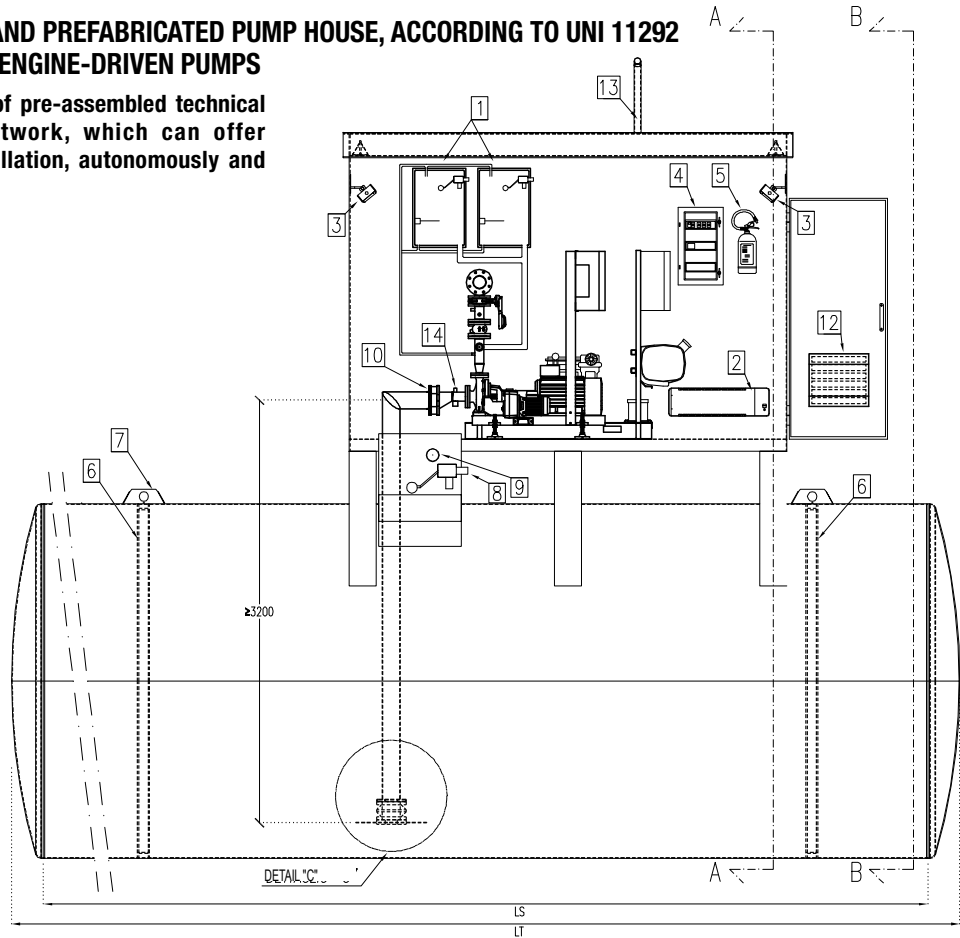 AND PREFABRICATED PUMP HOUSE, ACCORDING TO UNI 11292
ENGINE-DRIVEN PUMPS
of pre-assembled technical
twork, which can offer
llation, autonomously and
A
B
13
1
3
4
5
3
14
10
12
2
7
6
9
8
6
≥3200
DETAIL "C"
A
B
LS
LT